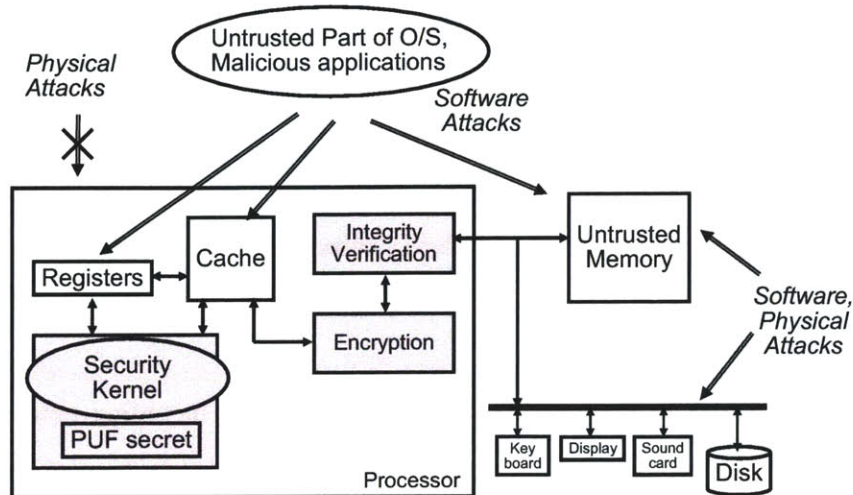 Untrusted Part of O/S,
Malicious applications
Physical
Attacks
Software
Attacks
Integrity
Verification
Untrusted
Memory
Cache
Registers
Encryption
Software,
Physical
Attacks
Security
Kernel
PUF secret
Processor
Key
board
Display
Sound
card
Disk